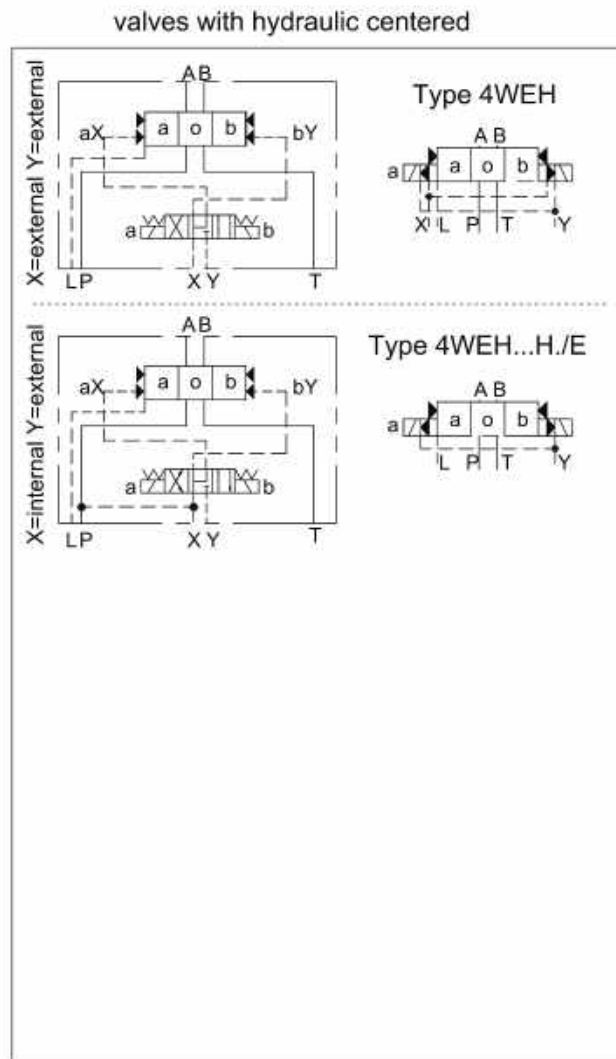 valves with hydraulic centered
X=external Y=external
A B
aX
a o b
bY
a b
L P X Y T
Type 4WEH
A B
a a o b
X L P T Y
X=internal Y=external
A B
aX
a o b
bY
a b
L P X Y T
Type 4WEH...H./E
A B
a a o b
L P T Y